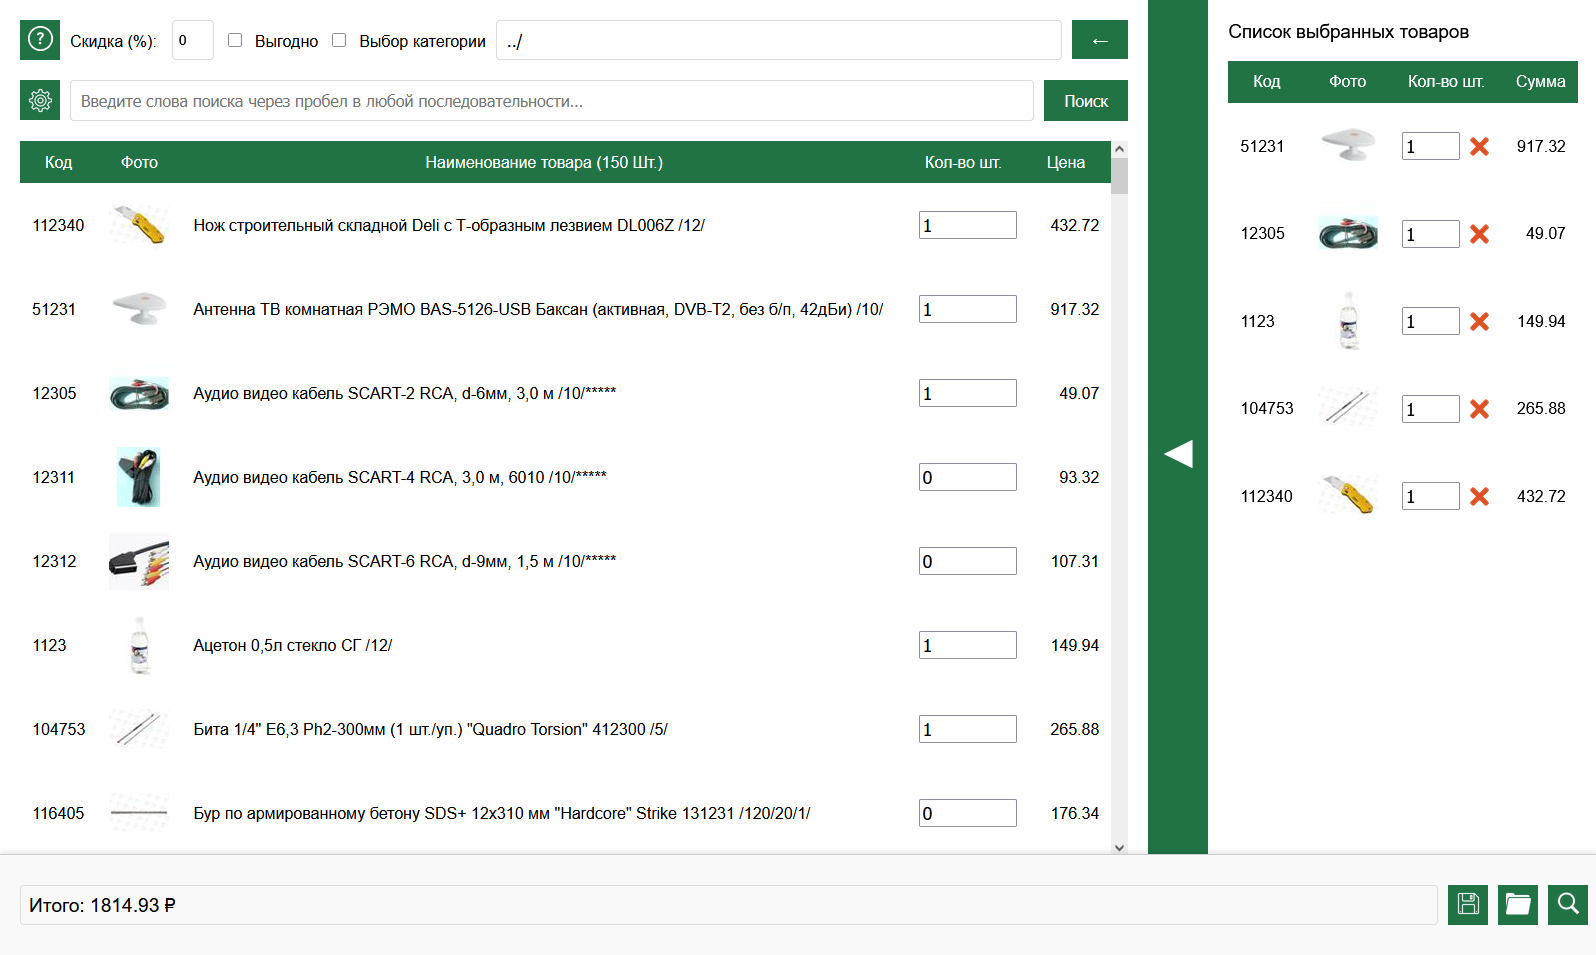 ? Скидка (%): 0 Выгодно Выбор категории ../ ←
Введите слова поиска через пробел в любой последовательности... Поиск
Код Фото Наименование товара (150 Шт.) Кол-во шт. Цена
112340 Нож строительный складной Deli с Т-образным лезвием DL006Z /12/ 1 432.72
51231 Антенна ТВ комнатная РЭМО BAS-5126-USB Баксан (активная, DVB-T2, без б/п, 42дБи) /10/ 1 917.32
12305 Аудио видео кабель SCART-2 RCA, d-6мм, 3,0 м /10/***** 1 49.07
12311 Аудио видео кабель SCART-4 RCA, 3,0 м, 6010 /10/***** 0 93.32
12312 Аудио видео кабель SCART-6 RCA, d-9мм, 1,5 м /10/***** 0 107.31
1123 Ацетон 0,5л стекло СГ /12/ 1 149.94
104753 Бита 1/4" Е6,3 Ph2-300мм (1 шт./уп.) "Quadro Torsion" 412300 /5/ 1 265.88
116405 Бур по армированному бетону SDS+ 12х310 мм "Hardcore" Strike 131231 /120/20/1/ 0 176.34
Список выбранных товаров
Код Фото Кол-во шт. Сумма
51231 1 917.32
12305 1 49.07
1123 1 149.94
104753 1 265.88
112340 1 432.72
Итого: 1814.93 ₽